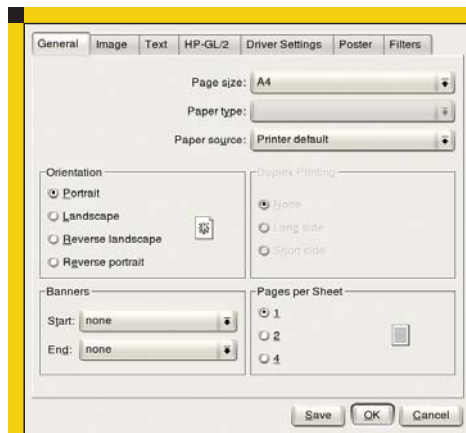 General Image Text HP-GL/2 Driver Settings Poster Filters
Page size: A4
Paper type:
Paper source: Printer default
Orientation
Portrait
Landscape
Reverse landscape
Reverse portrait
Duplex Printing
None
Long side
Short side
Banners
Start: none
End: none
Pages per Sheet
1
2
4
Save OK Cancel